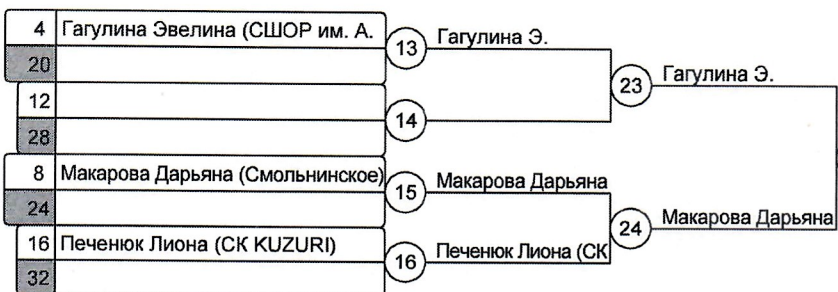 4 Гагулина Эвелина (СШОР им. А.
20
13 Гагулина Э.
12
28
14
23 Гагулина Э.
8 Макарова Дарьяна (Смольнинское)
24
15 Макарова Дарьяна
16 Печенюк Лиона (СК KUZURI)
32
16 Печенюк Лиона (СК
24 Макарова Дарьяна